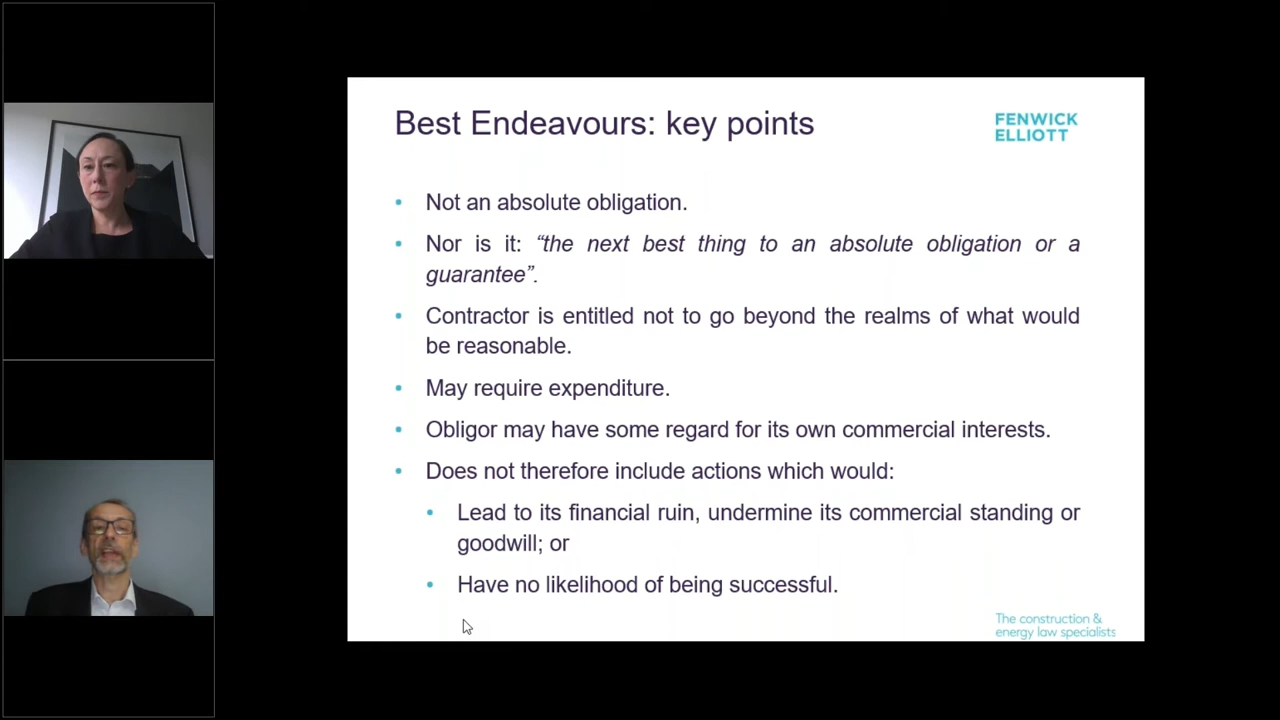 Best Endeavours: key points
FENWICK
ELLIOTT
• Not an absolute obligation.
• Nor is it: “the next best thing to an absolute obligation or a
guarantee”.
• Contractor is entitled not to go beyond the realms of what would
be reasonable.
• May require expenditure.
• Obligor may have some regard for its own commercial interests.
• Does not therefore include actions which would:
• Lead to its financial ruin, undermine its commercial standing or
goodwill; or
• Have no likelihood of being successful.
The construction &
energy law specialists